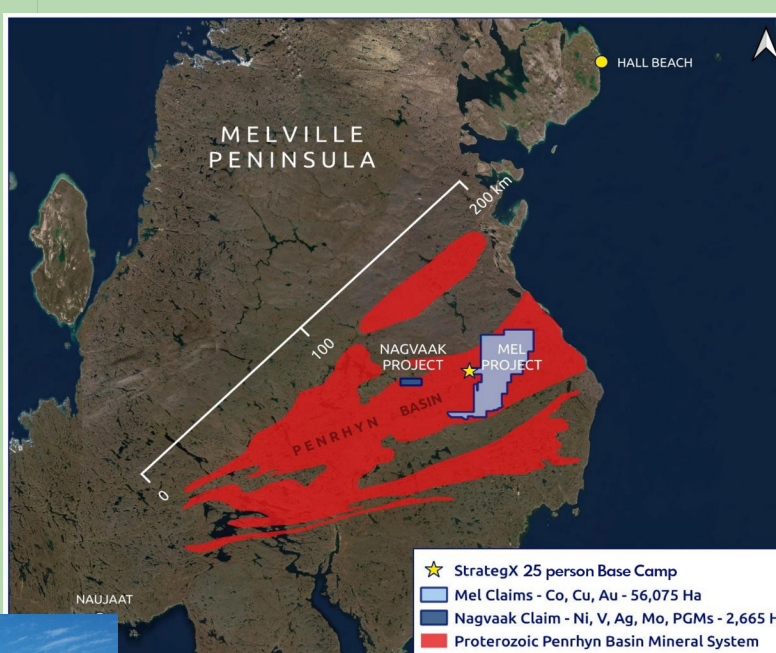 HALL BEACH
MELVILLE
PENINSULA
200 km
100
0
NAGVAAK
PROJECT
MEL
PROJECT
PENRHYN BASIN
NAUJAAT
StrategX 25 person Base Camp
Mel Claims - Co, Cu, Au - 56,075 Ha
Nagvaak Claim - Ni, V, Ag, Mo, PGMs - 2,665 H
Proterozoic Penrhyn Basin Mineral System